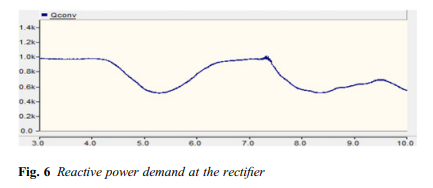 Qconv
1.4k
1.2k
1.0k
0.8k
0.6k
0.4k
0.2k
0.0
3.0 4.0 5.0 6.0 7.0 8.0 9.0 10.0
Fig. 6 Reactive power demand at the rectifier